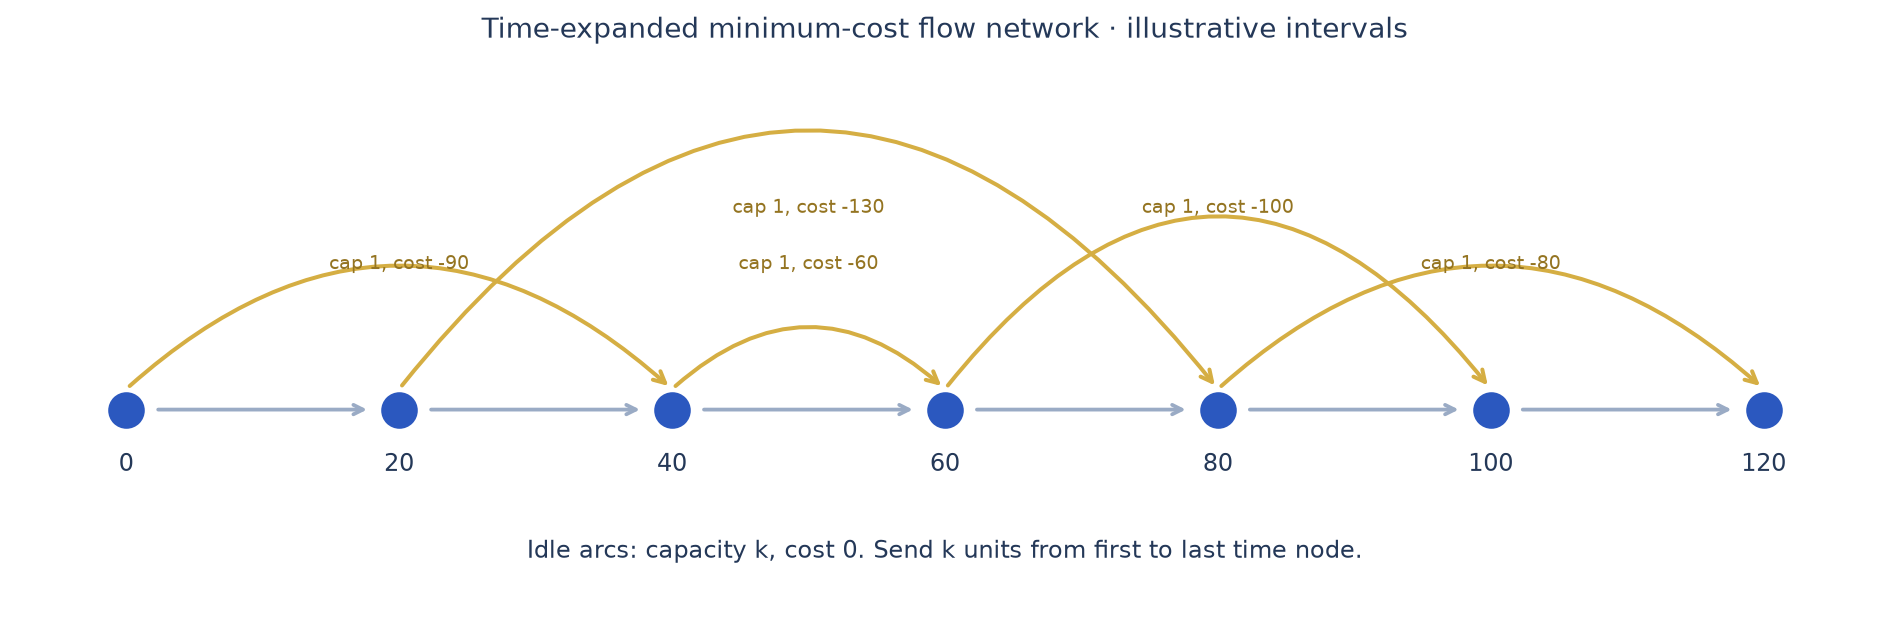 Time-expanded minimum-cost flow network · illustrative intervals
cap 1, cost -130
cap 1, cost -100
cap 1, cost -90
cap 1, cost -60
cap 1, cost -80
0
20
40
60
80
100
120
Idle arcs: capacity k, cost 0. Send k units from first to last time node.